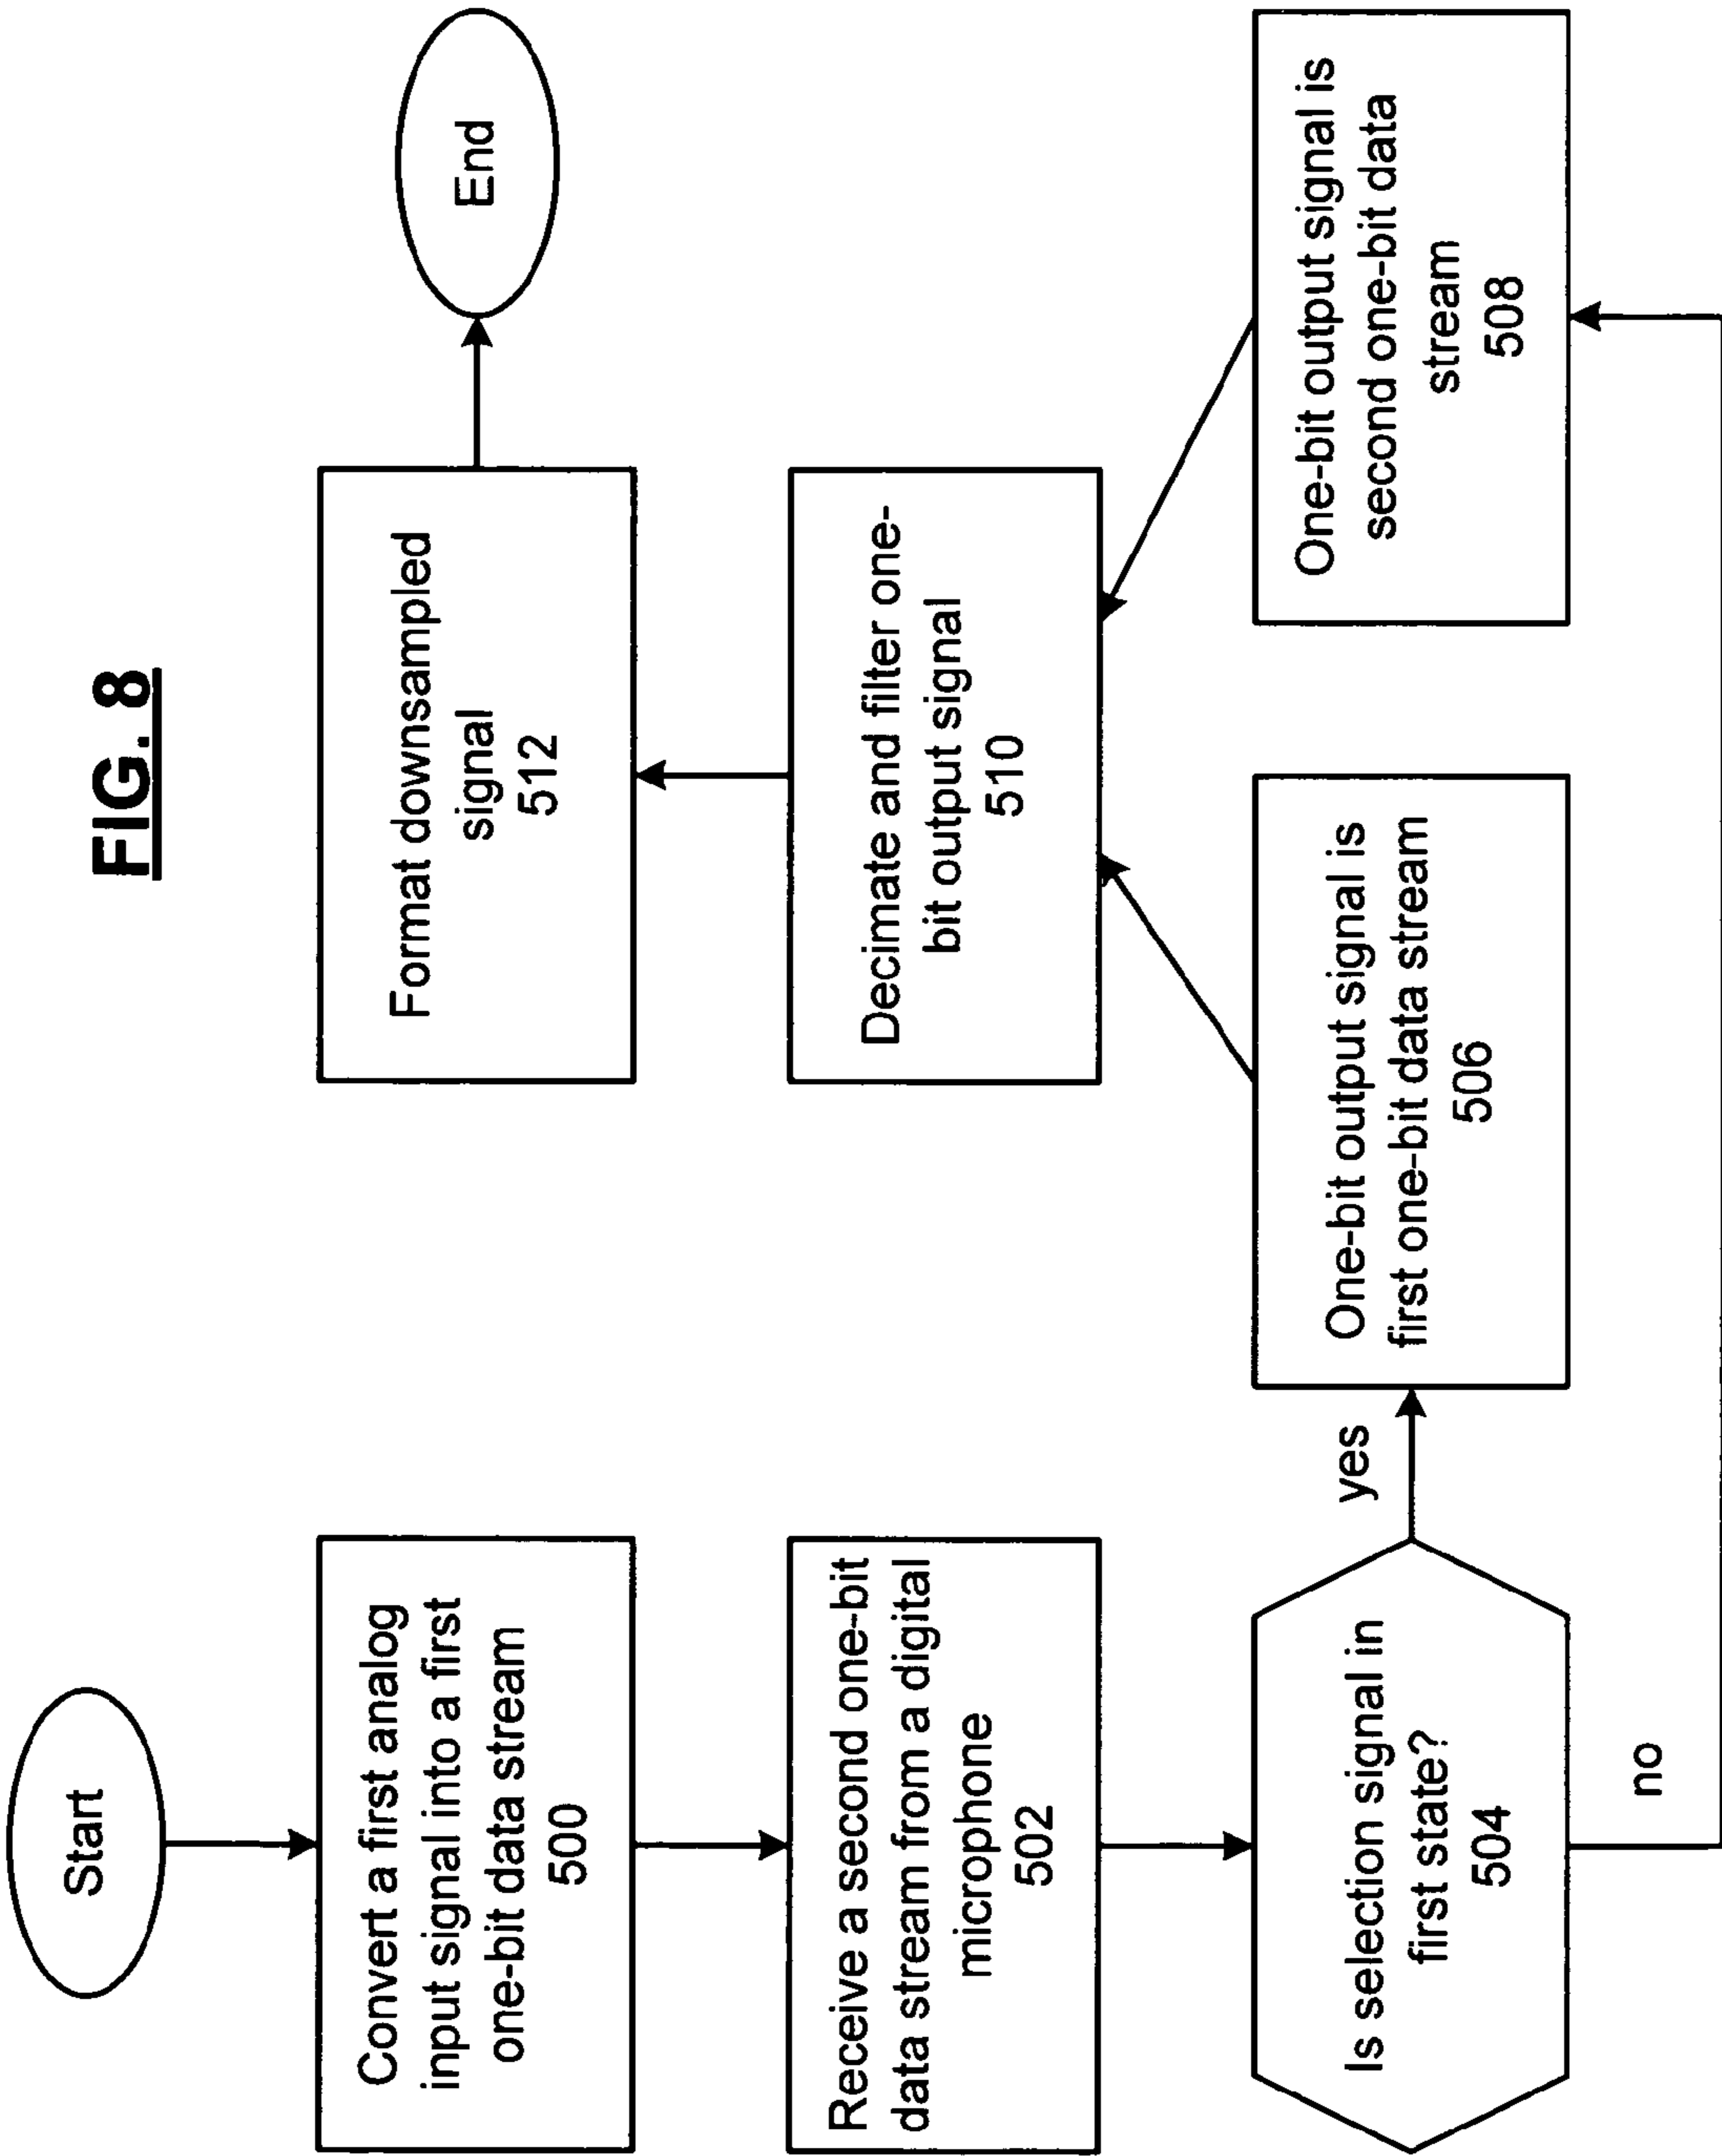 FIG. 8
Start
Convert a first analog
input signal into a first
one-bit data stream
500
Receive a second one-bit
data stream from a digital
microphone
502
Is selection signal in
first state?
504
yes
no
One-bit output signal is
first one-bit data stream
506
One-bit output signal is
second one-bit data
stream
508
Decimate and filter one-
bit output signal
510
Format downsampled
signal
512
End